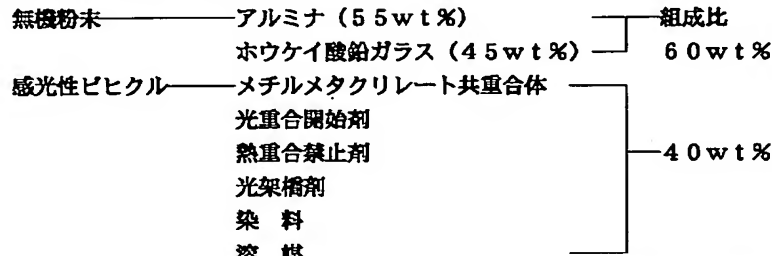 無機粉末 アルミナ(55wt%) 組成比
ホウケイ酸鉛ガラス(45wt%) 60wt%
感光性ビヒクル メチルメタクリレート共重合体
光重合開始剤
熱重合禁止剤
40wt%
光架橋剤
染 料
溶 媒